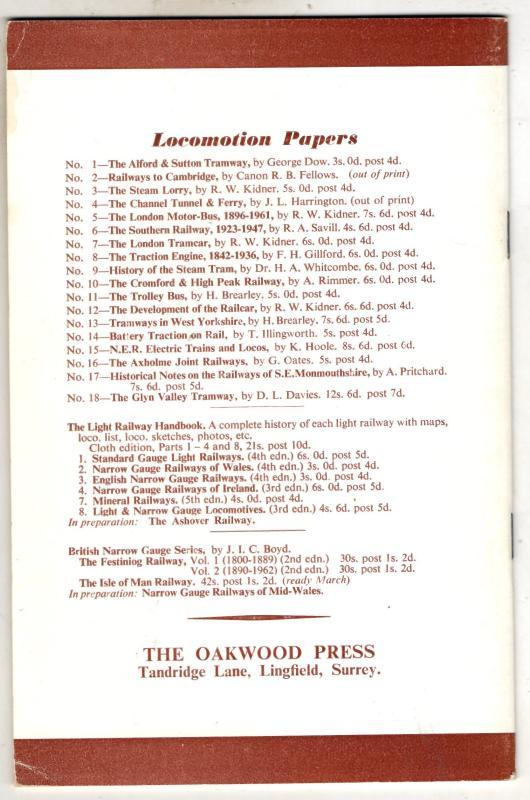 Locomotion Papers
No. 1—The Alford & Sutton Tramway, by George Dow. 3s. 0d. post 4d.
No. 2—Railways to Cambridge, by Canon R. B. Fellows. (out of print)
No. 3—The Steam Lorry, by R. W. Kidner. 5s. 0d. post 4d.
No. 4—The Channel Tunnel & Ferry, by J. L. Harrington. (out of print)
No. 5—The London Motor-Bus, 1896-1961, by R. W. Kidner. 7s. 6d. post 4d.
No. 6—The Southern Railway, 1923-1947, by R. A. Savill. 4s. 6d. post 4d.
No. 7—The London Tramcar, by R. W. Kidner. 6s. 0d. post 4d.
No. 8—The Traction Engine, 1842-1936, by F. H. Gillford. 6s. 0d. post 4d.
No. 9—History of the Steam Tram, by Dr. H. A. Whitcombe. 6s. 0d. post 4d.
No. 10—The Cromford & High Peak Railway, by A. Rimmer. 6s. 0d. post 4d.
No. 11—The Trolley Bus, by H. Brearley. 5s. 0d. post 4d.
No. 12—The Development of the Railcar, by R. W. Kidner. 6s. 6d. post 4d.
No. 13—Tramways in West Yorkshire, by H. Brearley. 7s. 6d. post 5d.
No. 14—Battery Traction on Rail, by T. Illingworth. 5s. post 4d.
No. 15—N.E.R. Electric Trains and Locos, by K. Hoole. 8s. 6d. post 6d.
No. 16—The Axholme Joint Railways, by G. Oates. 5s. post 4d.
No. 17—Historical Notes on the Railways of S.E.Monmouthshire, by A. Pritchard.
7s. 6d. post 5d.
No. 18—The Glyn Valley Tramway, by D. L. Davies. 12s. 6d. post 7d.
The Light Railway Handbook. A complete history of each light railway with maps,
loco. list, loco. sketches, photos, etc.
Cloth edition, Parts 1 – 4 and 8, 21s. post 10d.
1. Standard Gauge Light Railways. (4th edn.) 6s. 0d. post 5d.
2. Narrow Gauge Railways of Wales. (4th edn.) 3s. 0d. post 4d.
3. English Narrow Gauge Railways. (4th edn.) 3s. 0d. post 4d.
4. Narrow Gauge Railways of Ireland. (3rd edn.) 6s. 0d. post 5d.
7. Mineral Railways. (5th edn.) 4s. 0d. post 4d.
8. Light & Narrow Gauge Locomotives. (3rd edn.) 4s. 6d. post 5d.
In preparation: The Ashover Railway.
British Narrow Gauge Series, by J. I. C. Boyd.
The Festiniog Railway, Vol. 1 (1800-1889) (2nd edn.) 30s. post 1s. 2d.
Vol. 2 (1890-1962) (2nd edn.) 30s. post 1s. 2d.
The Isle of Man Railway. 42s. post 1s. 2d. (ready March)
In preparation: Narrow Gauge Railways of Mid-Wales.
THE OAKWOOD PRESS
Tandridge Lane, Lingfield, Surrey.